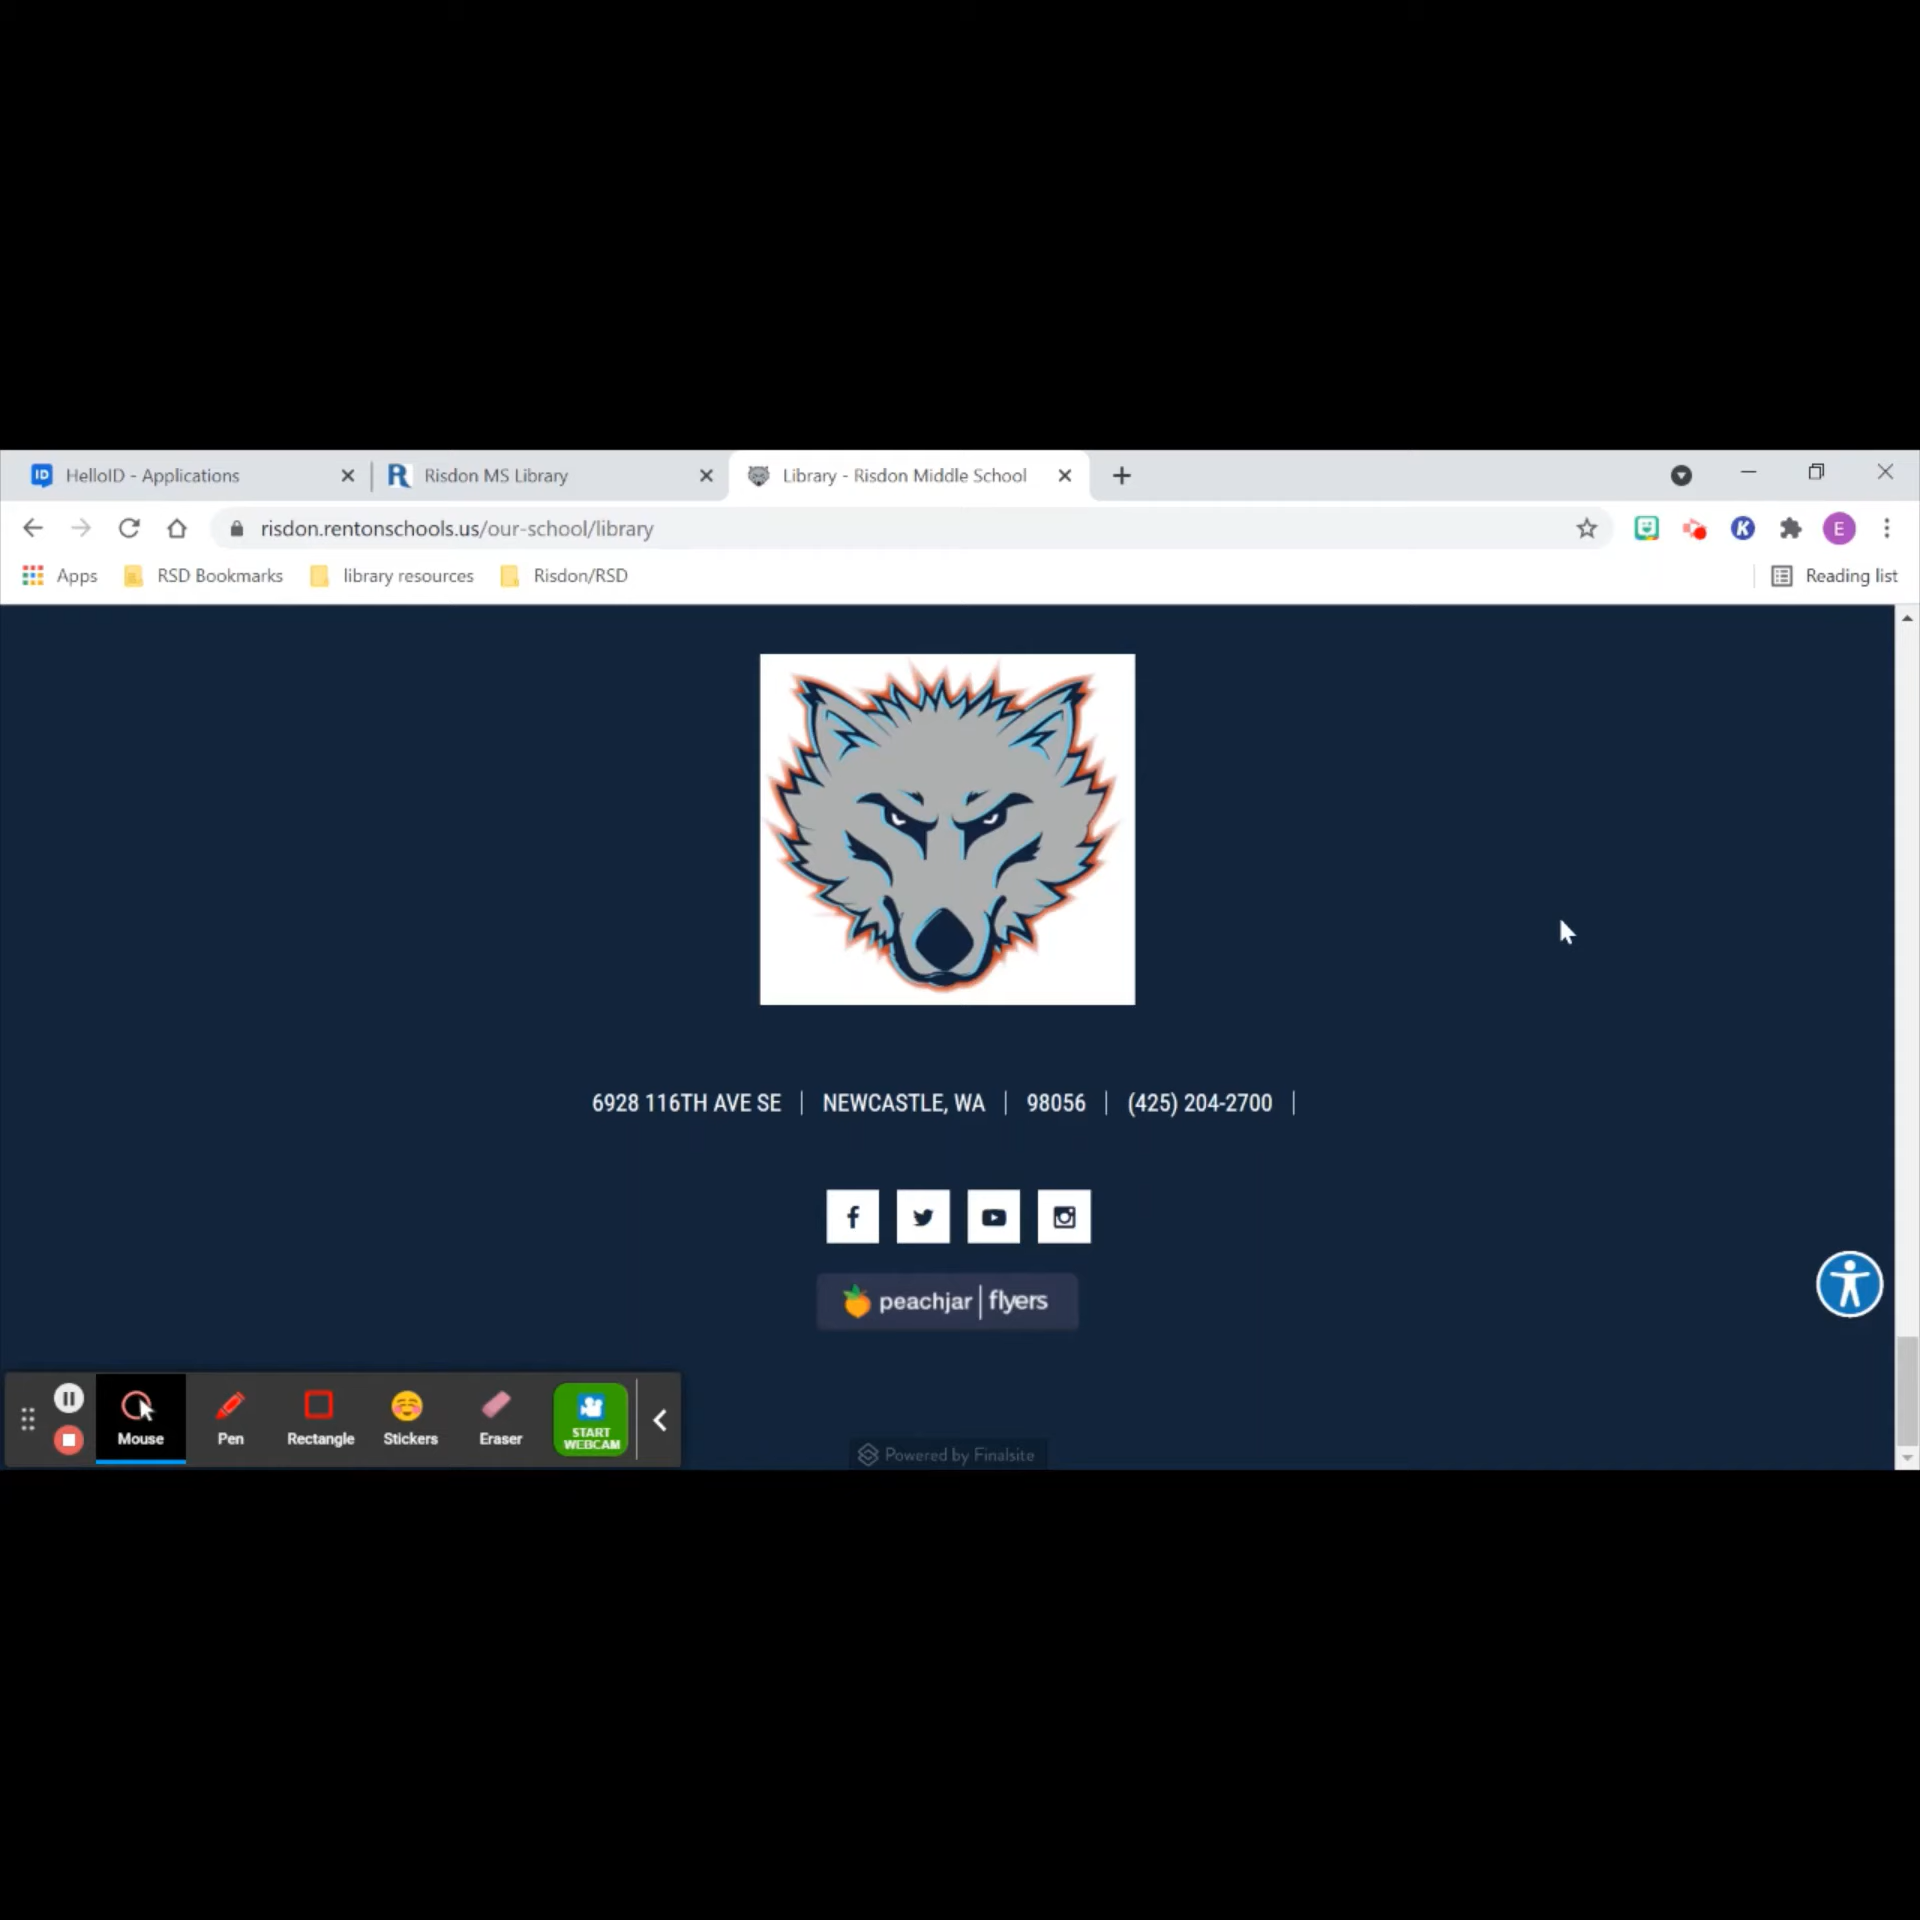 HelloID - Applications
Risdon MS Library
Library - Risdon Middle School
risdon.rentonschools.us/our-school/library
K
E
Apps
RSD Bookmarks
library resources
Risdon/RSD
Reading list
6928 116TH AVE SE | NEWCASTLE, WA | 98056 | (425) 204-2700 |
peachjar | flyers
Mouse
Pen
Rectangle
Stickers
Eraser
START
WEBCAM
Powered by Finalsite